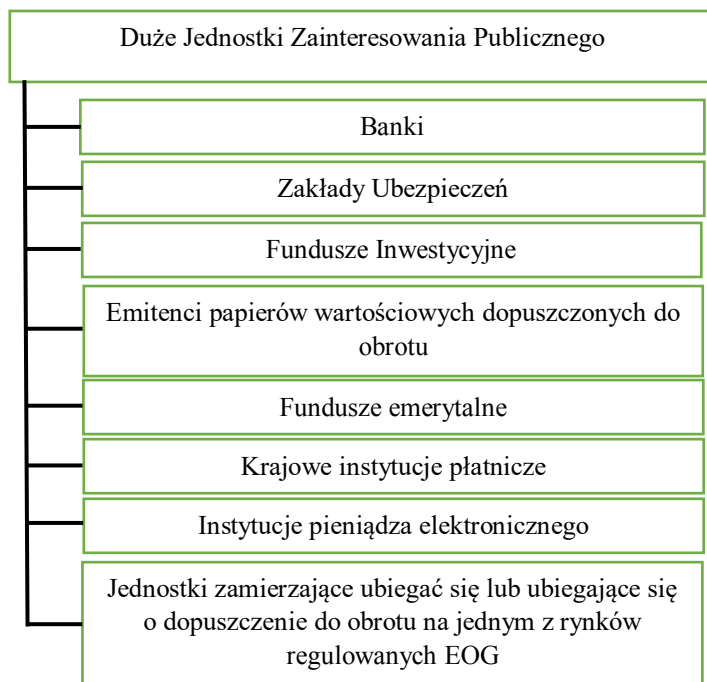 Duże Jednostki Zainteresowania Publicznego
Banki
Zakłady Ubezpieczeń
Fundusze Inwestycyjne
Emitenci papierów wartościowych dopuszczonych do
obrotu
Fundusze emerytalne
Krajowe instytucje płatnicze
Instytucje pieniądza elektronicznego
Jednostki zamierzające ubiegać się lub ubiegające się
o dopuszczenie do obrotu na jednym z rynków
regulowanych EOG